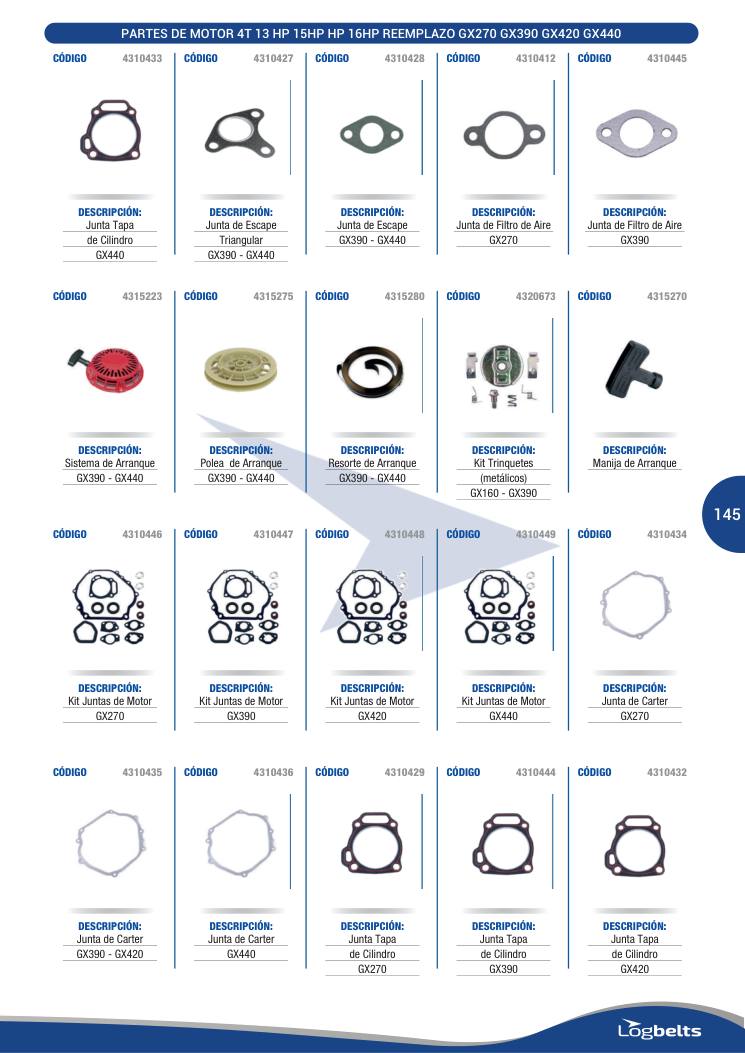 PARTES DE MOTOR 4T 13 HP 15HP HP 16HP REEMPLAZO GX270 GX390 GX420 GX440
CÓDIGO 4310433
DESCRIPCIÓN:
Junta Tapa
de Cilindro
GX440
CÓDIGO 4310427
DESCRIPCIÓN:
Junta de Escape
Triangular
GX390 - GX440
CÓDIGO 4310428
DESCRIPCIÓN:
Junta de Escape
GX390 - GX440
CÓDIGO 4310412
DESCRIPCIÓN:
Junta de Filtro de Aire
GX270
CÓDIGO 4310445
DESCRIPCIÓN:
Junta de Filtro de Aire
GX390
CÓDIGO 4315223
DESCRIPCIÓN:
Sistema de Arranque
GX390 - GX440
CÓDIGO 4315275
DESCRIPCIÓN:
Polea de Arranque
GX390 - GX440
CÓDIGO 4315280
DESCRIPCIÓN:
Resorte de Arranque
GX390 - GX440
CÓDIGO 4320673
DESCRIPCIÓN:
Kit Trinquetes
(metálicos)
GX160 - GX390
CÓDIGO 4315270
DESCRIPCIÓN:
Manija de Arranque
145
CÓDIGO 4310446
DESCRIPCIÓN:
Kit Juntas de Motor
GX270
CÓDIGO 4310447
DESCRIPCIÓN:
Kit Juntas de Motor
GX390
CÓDIGO 4310448
DESCRIPCIÓN:
Kit Juntas de Motor
GX420
CÓDIGO 4310449
DESCRIPCIÓN:
Kit Juntas de Motor
GX440
CÓDIGO 4310434
DESCRIPCIÓN:
Junta de Carter
GX270
CÓDIGO 4310435
DESCRIPCIÓN:
Junta de Carter
GX390 - GX420
CÓDIGO 4310436
DESCRIPCIÓN:
Junta de Carter
GX440
CÓDIGO 4310429
DESCRIPCIÓN:
Junta Tapa
de Cilindro
GX270
CÓDIGO 4310444
DESCRIPCIÓN:
Junta Tapa
de Cilindro
GX390
CÓDIGO 4310432
DESCRIPCIÓN:
Junta Tapa
de Cilindro
GX420
Logbelts